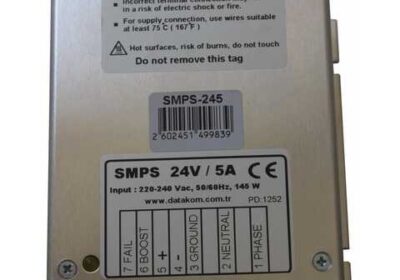 Incorrect terminal
in a risk of electric shock or fire.
For supply connection, use wires suitable
at least 75 C ( 167°F )
Hot surfaces, risk of burns, do not touch
Do not remove this tag
SMPS-245
2 602451 499839
SMPS 24V / 5A CE
Input : 220-240 Vac, 50/60Hz, 145 W
www.datakom.com.tr PD:1252
7 FAIL
6 BOOST
5 +
4 -
3 GROUND
2 NEUTRAL
1 PHASE